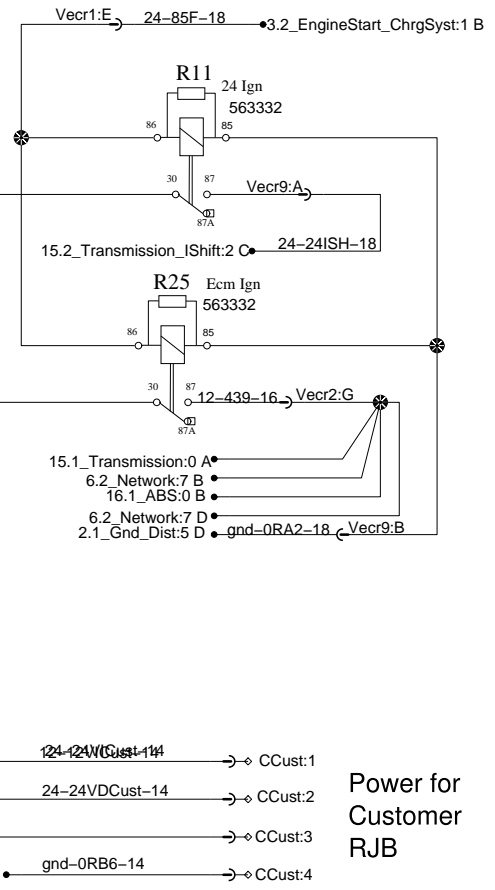 Vecr1:E 24-85F-18 3.2_EngineStart_ChrgSyst:1 B
R11 24 Ign
563332
86 85
30 87 Vecr9:A
87A
15.2_Transmission_IShift:2 C 24-24ISH-18
R25 Ecm Ign
563332
86 85
30 87 12-439-16 Vecr2:G
87A
15.1_Transmission:0 A
6.2_Network:7 B
16.1_ABS:0 B
6.2_Network:7 D
2.1_Gnd_Dist:5 D gnd-0RA2-18 Vecr9:B
CCust:1
24-24VDCust-14 CCust:2
CCust:3
gnd-0RB6-14 CCust:4
Power for
Customer
RJB